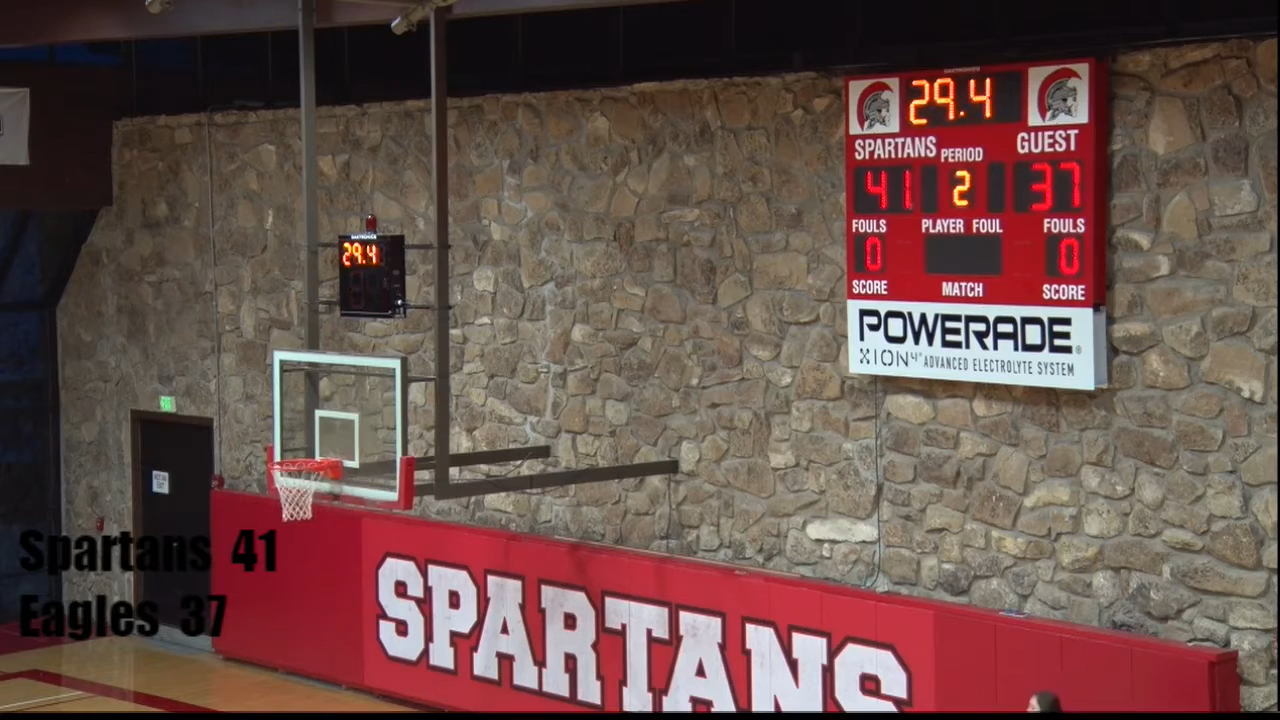 29.4
SPARTANS PERIOD GUEST
41 2 37
FOULS PLAYER FOUL FOULS
0 0
SCORE MATCH SCORE
POWERADE®
ION4® ADVANCED ELECTROLYTE SYSTEM
29.4
Spartans 41
Eagles 37
SPARTANS